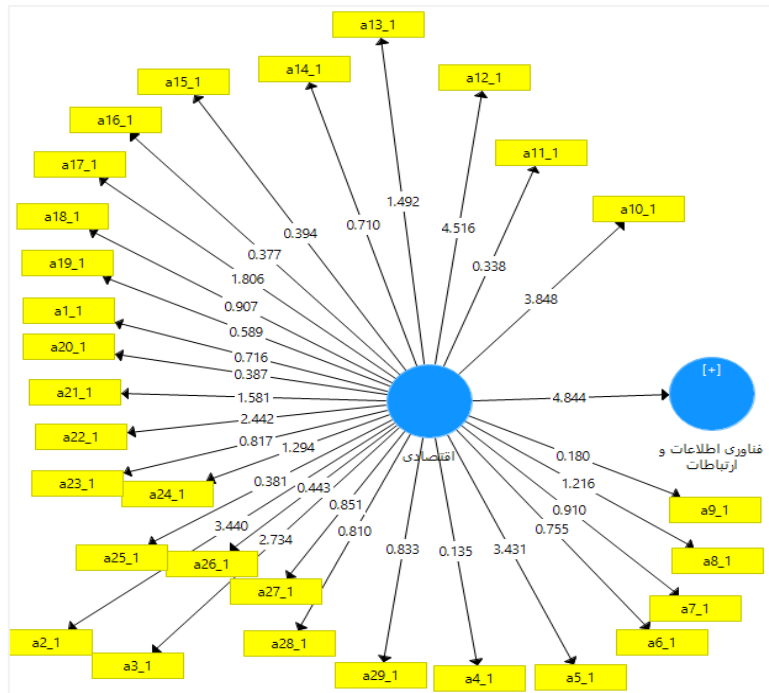 a13_1
a14_1
a12_1
a15_1
a16_1
a11_1
a17_1
a10_1
a18_1
a19_1
a1_1
a20_1
a21_1
a22_1
a23_1
a24_1
a25_1
a26_1
a27_1
a2_1
a3_1
a28_1
a29_1
a4_1
a5_1
a6_1
a7_1
a8_1
a9_1
1.492
0.710
4.516
0.394
0.338
0.377
3.848
1.806
0.907
0.589
0.716
0.387
1.581
2.442
0.817
1.294
0.381
0.443
3.440
2.734
0.851
0.810
0.833
0.135
3.431
0.755
0.910
1.216
0.180
4.844
[+]
اقتصادی
فناوری اطلاعات و
ارتباطات